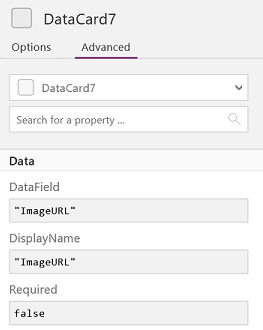 DataCard7
Options Advanced
DataCard7
Search for a property ...
Data
DataField
"ImageURL"
DisplayName
"ImageURL"
Required
false